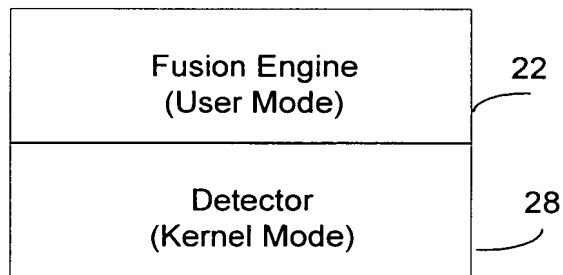 Fusion Engine
(User Mode)
22
Detector
(Kernel Mode)
28